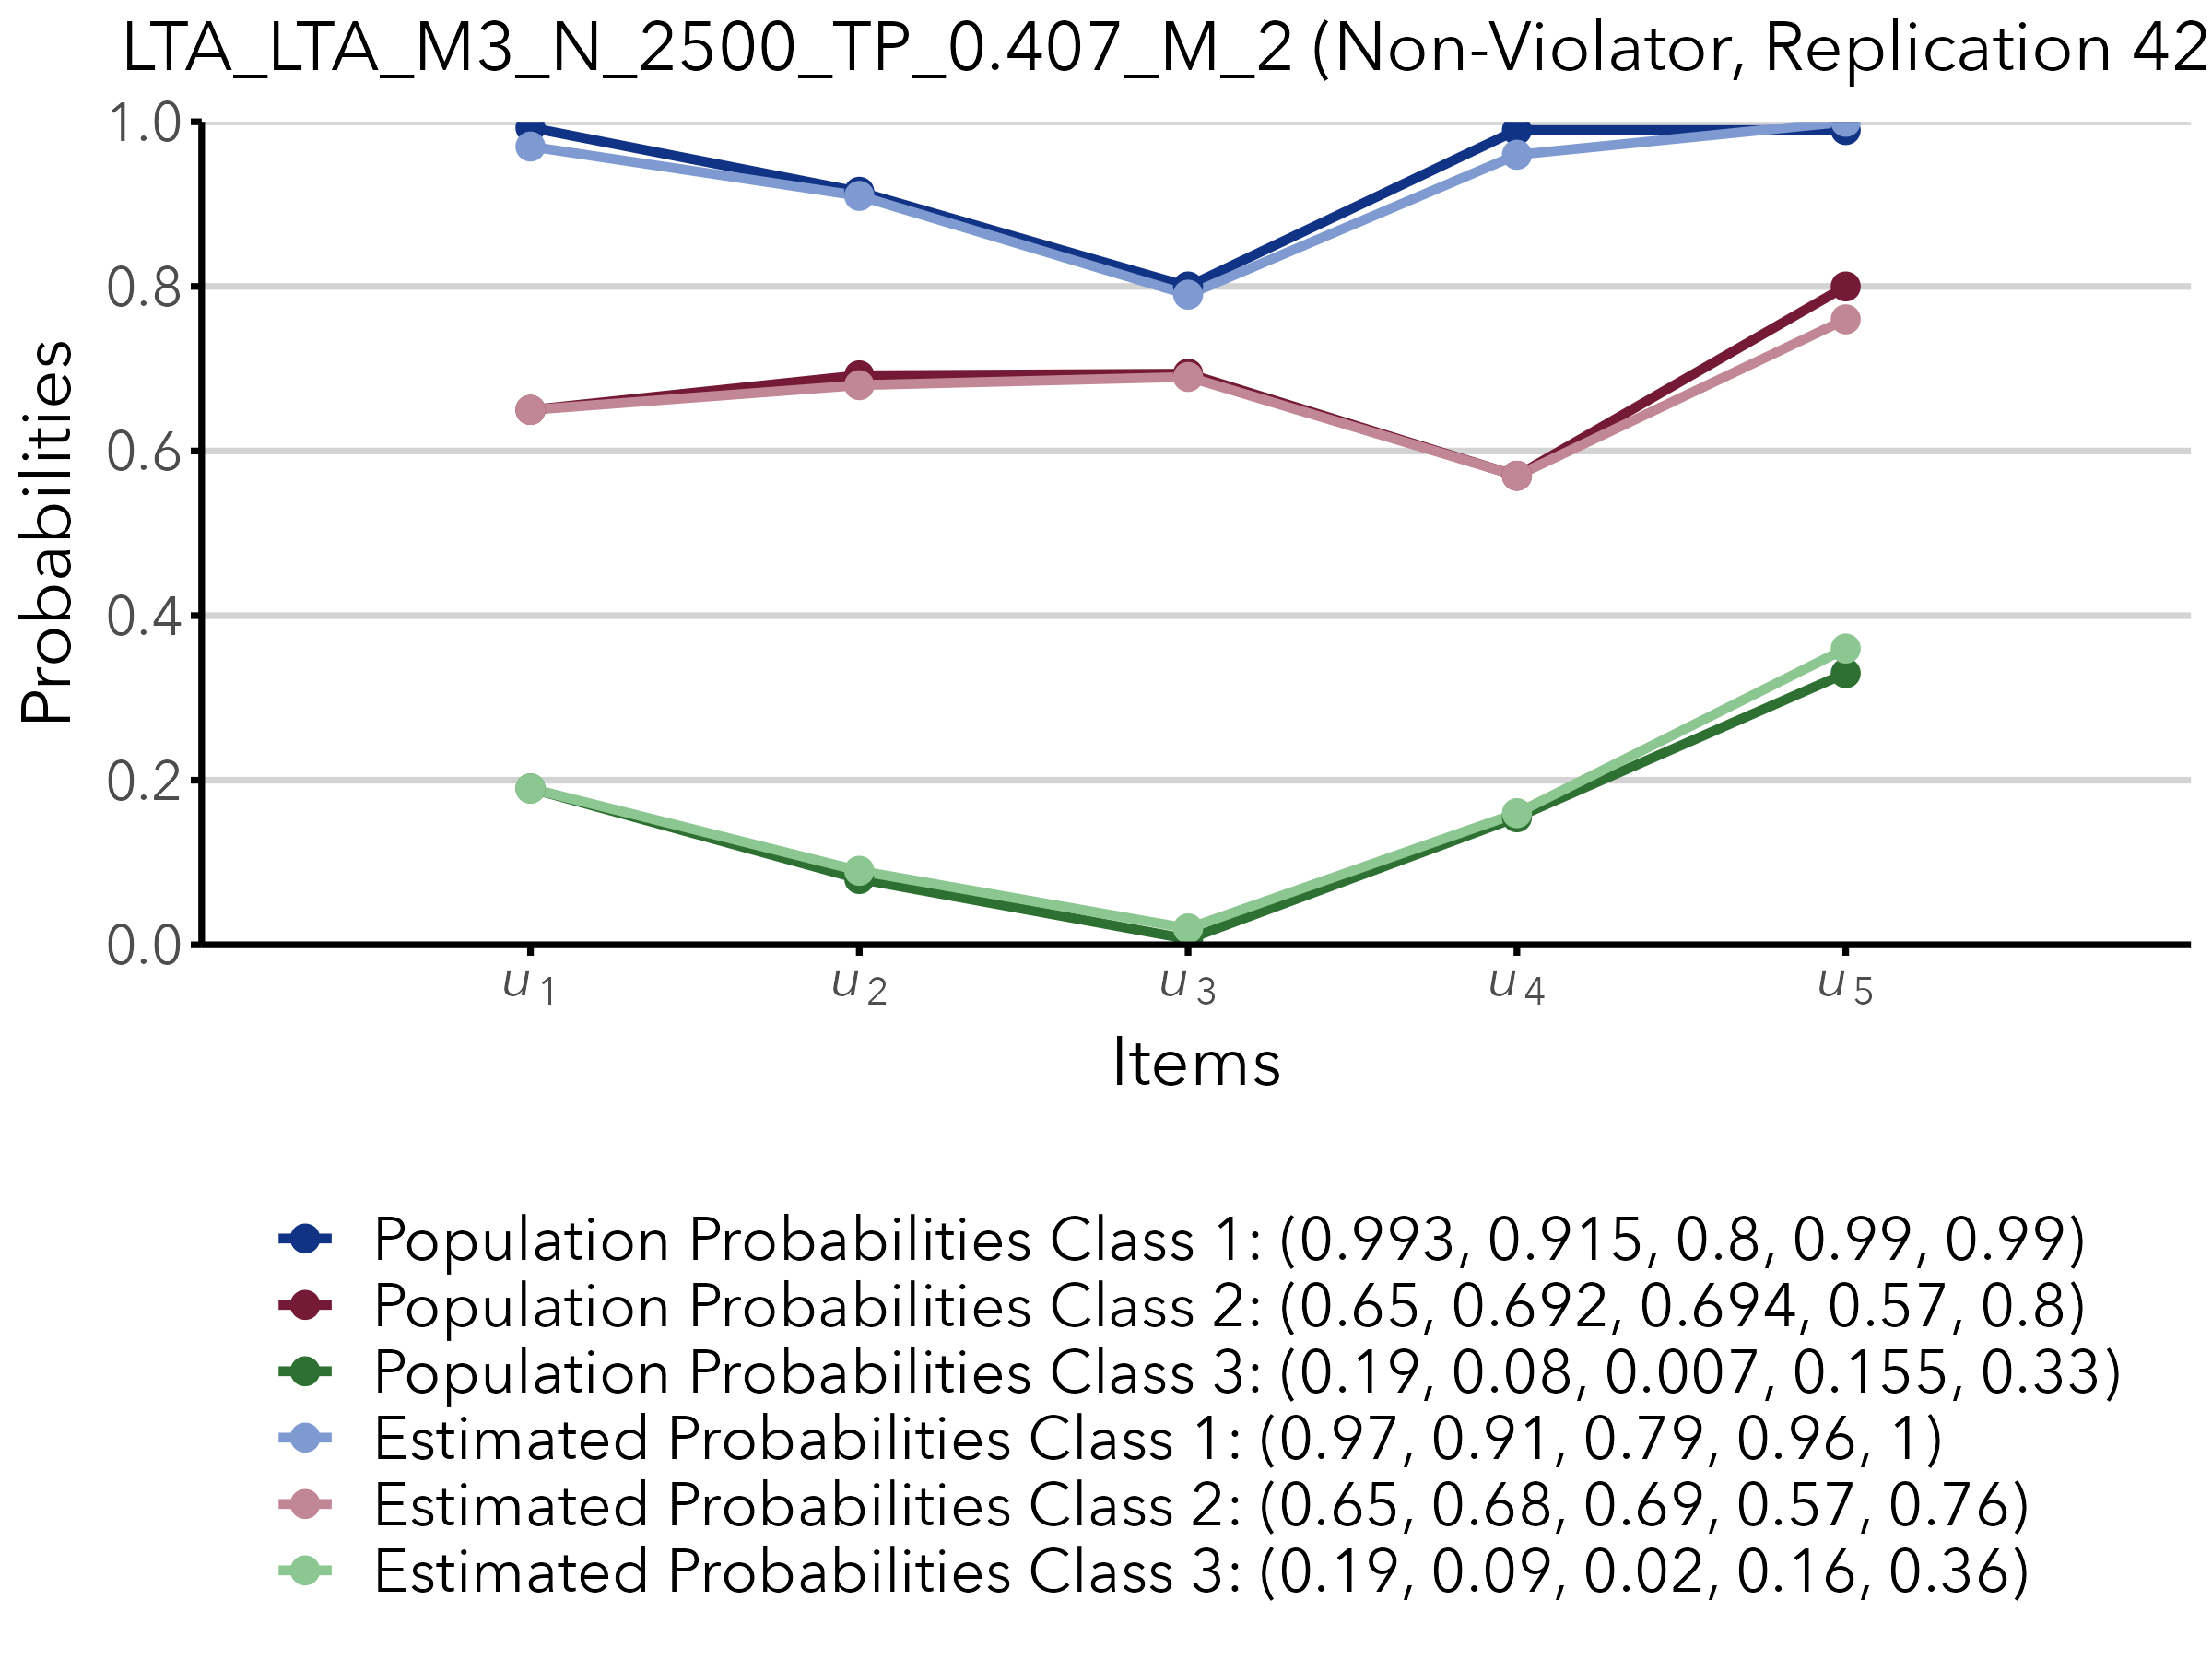 LTA_LTA_M3_N_2500_TP_0.407_M_2 (Non-Violator, Replication 42
1.0
0.8
0.6
0.4
0.2
0.0
Probabilities
u1 u2 u3 u4 u5
Items
Population Probabilities Class 1: (0.993, 0.915, 0.8, 0.99, 0.99)
Population Probabilities Class 2: (0.65, 0.692, 0.694, 0.57, 0.8)
Population Probabilities Class 3: (0.19, 0.08, 0.007, 0.155, 0.33)
Estimated Probabilities Class 1: (0.97, 0.91, 0.79, 0.96, 1)
Estimated Probabilities Class 2: (0.65, 0.68, 0.69, 0.57, 0.76)
Estimated Probabilities Class 3: (0.19, 0.09, 0.02, 0.16, 0.36)